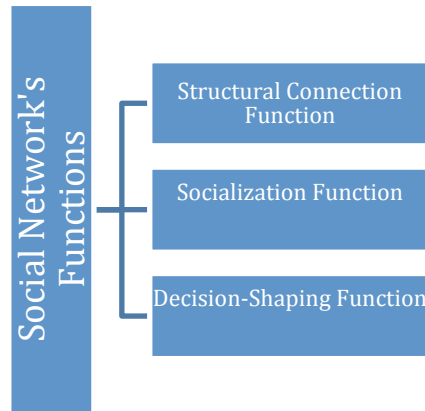 Social Network's
Functions
Structural Connection
Function
Socialization Function
Decision-Shaping Function